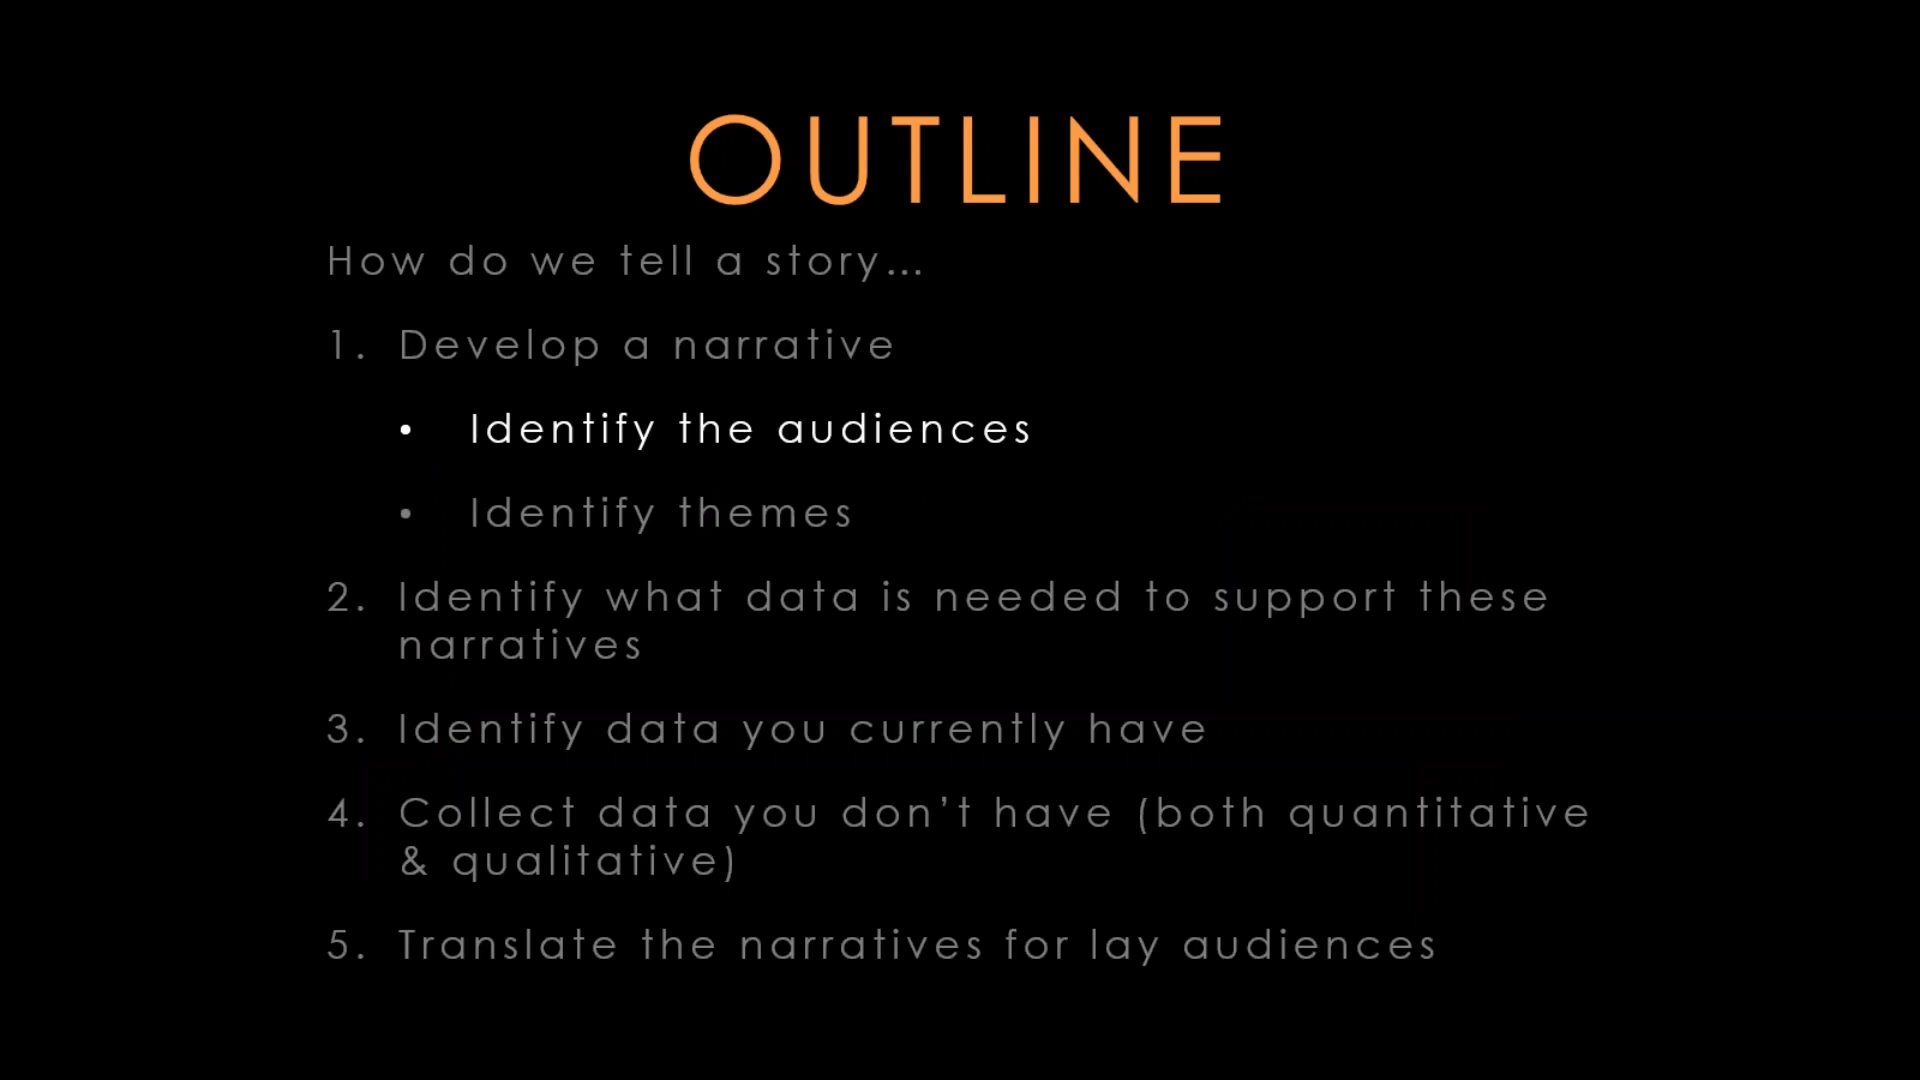 OUTLINE
How do we tell a story...
1. Develop a narrative
• Identify the audiences
• Identify themes
2. Identify what data is needed to support these
narratives
3. Identify data you currently have
4. Collect data you don’t have (both quantitative
& qualitative)
5. Translate the narratives for lay audiences